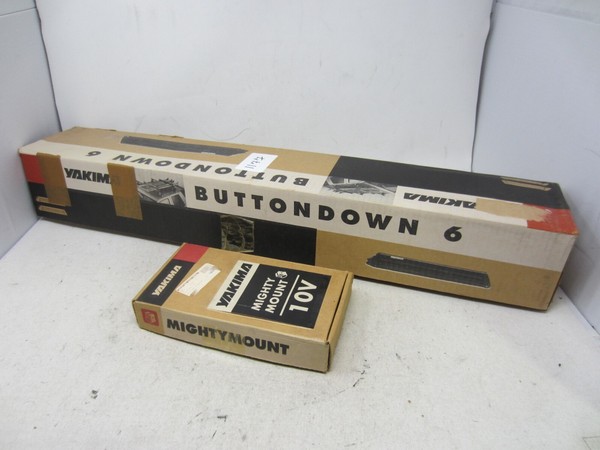 YAKIMA
BUTTONDOWN 6
BUTTONDOWN 6
YAKIMA
YAKIMA
YAKIMA
MIGHTY
MOUNT
10V
MIGHTYMOUNT